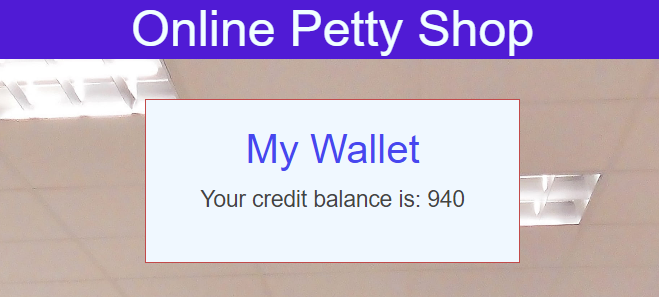 Online Petty Shop
My Wallet
Your credit balance is: 940